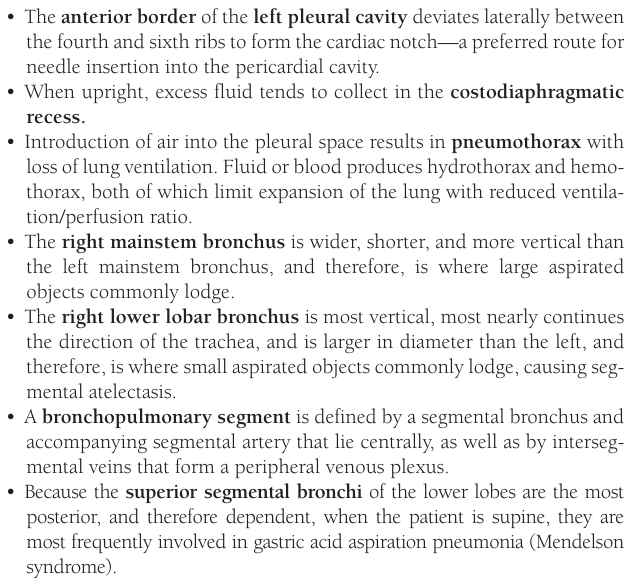 • The anterior border of the left pleural cavity deviates laterally between
the fourth and sixth ribs to form the cardiac notch—a preferred route for
needle insertion into the pericardial cavity.
• When upright, excess fluid tends to collect in the costodiaphragmatic
recess.
• Introduction of air into the pleural space results in pneumothorax with
loss of lung ventilation. Fluid or blood produces hydrothorax and hemo-
thorax, both of which limit expansion of the lung with reduced ventila-
tion/perfusion ratio.
• The right mainstem bronchus is wider, shorter, and more vertical than
the left mainstem bronchus, and therefore, is where large aspirated
objects commonly lodge.
• The right lower lobar bronchus is most vertical, most nearly continues
the direction of the trachea, and is larger in diameter than the left, and
therefore, is where small aspirated objects commonly lodge, causing seg-
mental atelectasis.
• A bronchopulmonary segment is defined by a segmental bronchus and
accompanying segmental artery that lie centrally, as well as by interseg-
mental veins that form a peripheral venous plexus.
• Because the superior segmental bronchi of the lower lobes are the most
posterior, and therefore dependent, when the patient is supine, they are
most frequently involved in gastric acid aspiration pneumonia (Mendelson
syndrome).